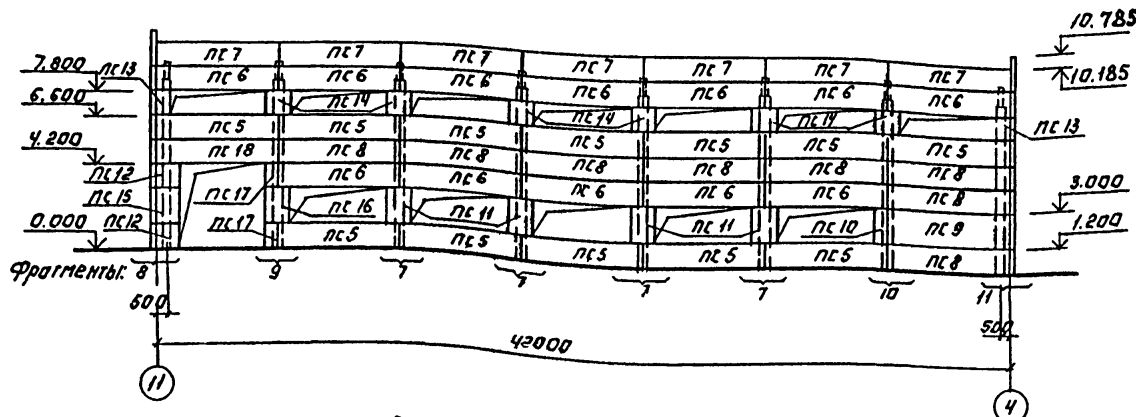 10.785
ПС7 ПС7 ПС7 ПС7 ПС7 ПС7 ПС7
7.800 ПС13 ПС6 ПС6 ПС6 ПС6 ПС6 ПС6 ПС6 10.185
6.600 ПС14 ПС14 ПС14 ПС13
ПС5 ПС5 ПС5 ПС5 ПС5 ПС5 ПС5
4.200 ПС18 ПС8 ПС8 ПС8 ПС8 ПС8
ПС12 ПС6 ПС6 ПС6 ПС6 ПС6 ПС8 3.000
ПС15 ПС17 ПС16 ПС11 ПС11 ПС10 ПС9
0.000 ПС12 ПС17 ПС5 ПС5 ПС5 ПС5 ПС5 ПС8 1.200
Фрагменты: 8 9 7 7 7 10 11
500 500
42000
11 4